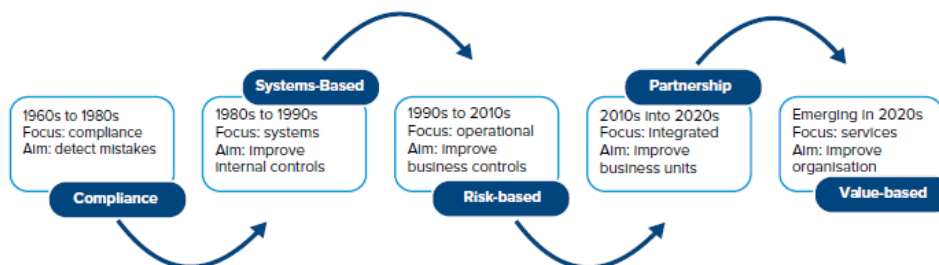 Systems-Based
Partnership
1960s to 1980s
Focus: compliance
Aim: detect mistakes
Compliance
1980s to 1990s
Focus: systems
Aim: improve
internal controls
1990s to 2010s
Focus: operational
Aim: improve
business controls
Risk-based
2010s into 2020s
Focus: integrated
Aim: improve
business units
Emerging in 2020s
Focus: services
Aim: improve
organisation
Value-based